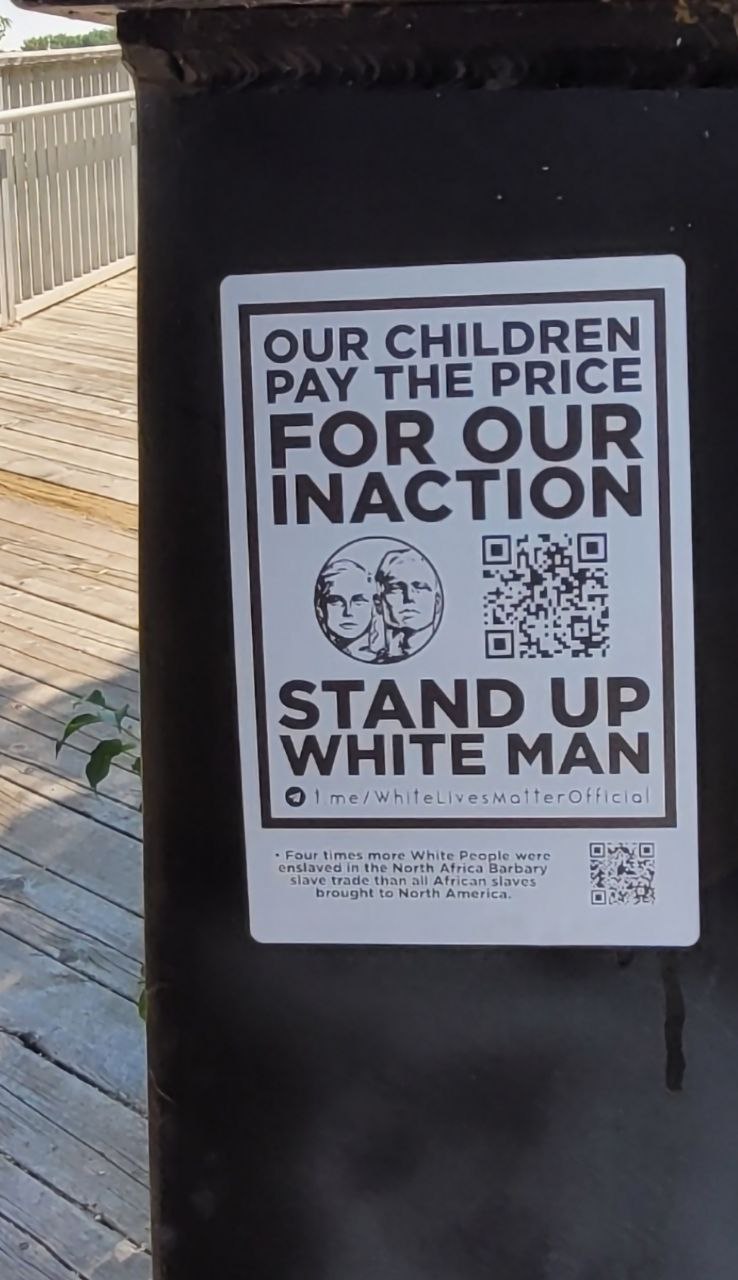 OUR CHILDREN
PAY THE PRICE
FOR OUR
INACTION
STAND UP
WHITE MAN
t.me/WhiteLivesMatterOfficial
• Four times more White People were
enslaved in the North Africa Barbary
slave trade than all African slaves
brought to North America.